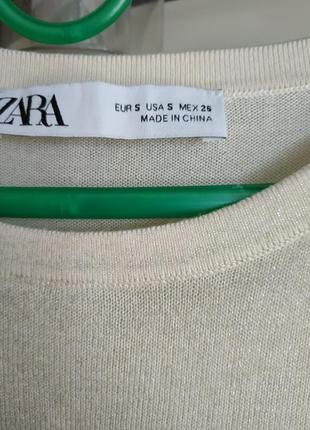 ZARA
EUR S USA S MEX 26
MADE IN CHINA